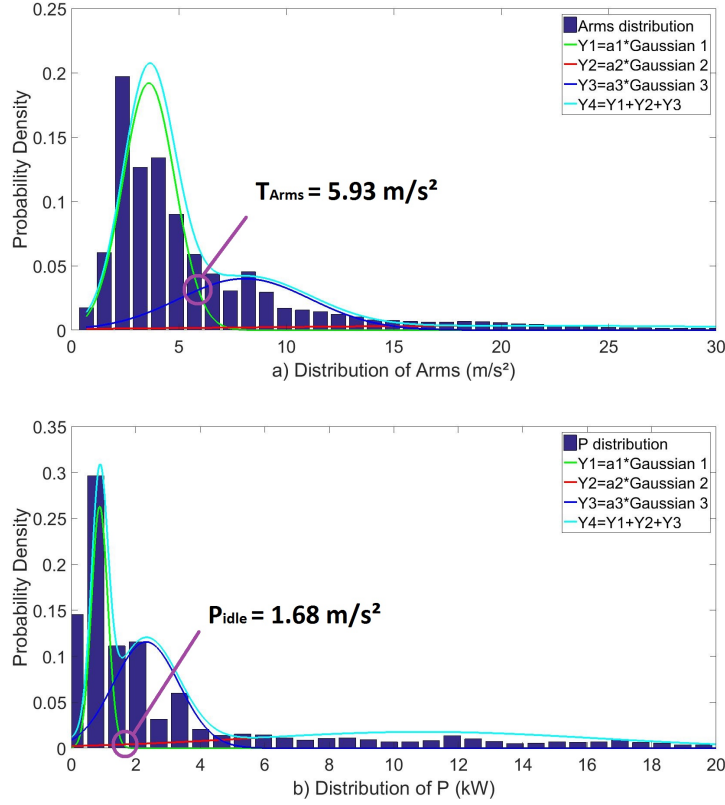 0.25
0.2
0.15
0.1
0.05
0
Probability Density
Arms distribution
Y1=a1*Gaussian 1
Y2=a2*Gaussian 2
Y3=a3*Gaussian 3
Y4=Y1+Y2+Y3
TArms = 5.93 m/s²
0 5 10 15 20 25 30
a) Distribution of Arms (m/s²)
0.35
0.3
0.25
0.2
0.15
0.1
0.05
0
Probability Density
P distribution
Y1=a1*Gaussian 1
Y2=a2*Gaussian 2
Y3=a3*Gaussian 3
Y4=Y1+Y2+Y3
Pidle = 1.68 m/s²
0 2 4 6 8 10 12 14 16 18 20
b) Distribution of P (kW)